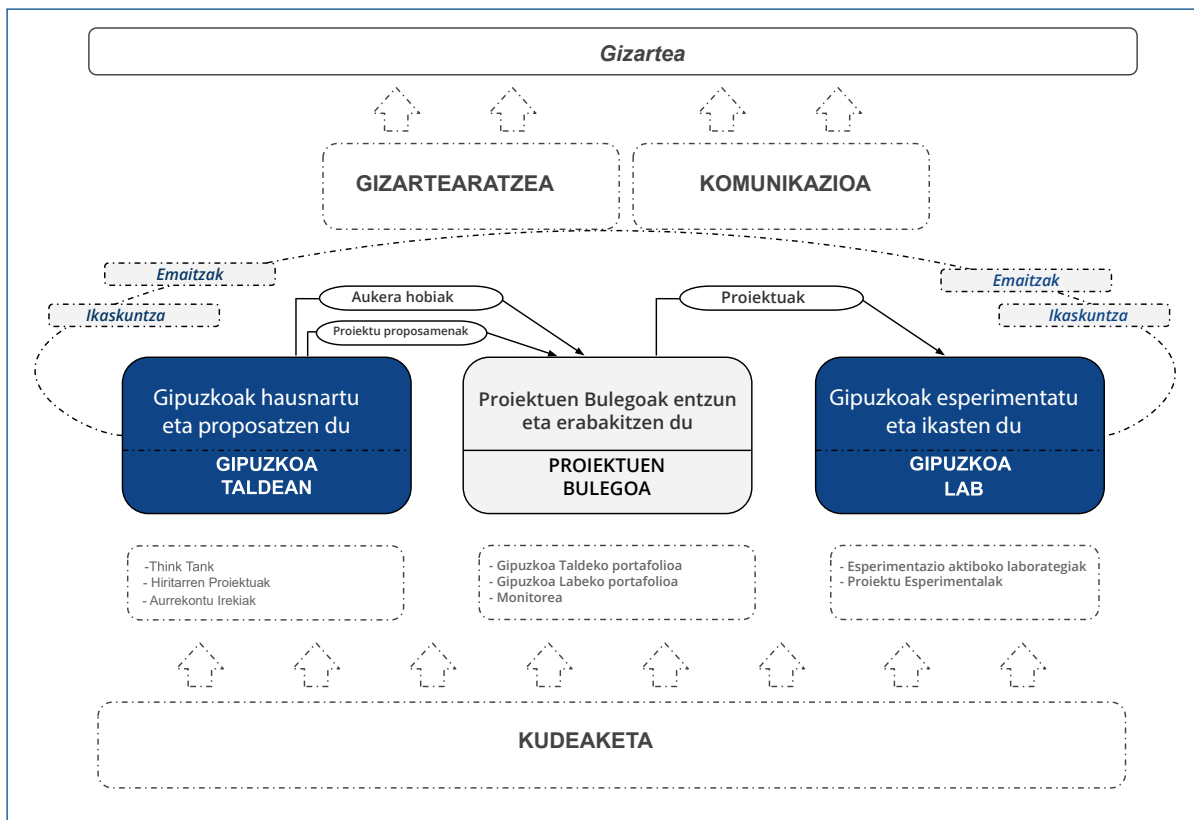 Gizartea
GIZARTEARATZEA
KOMUNIKAZIOA
Emaitzak
Ikaskuntza
Aukera hobiak
Proiektu proposamenak
Proiektuak
Emaitzak
Ikaskuntza
Gipuzkoak hausnartu
eta proposatzen du
GIPUZKOA
TALDEAN
Proiektuen Bulegoak entzun
eta erabakitzen du
PROIEKTUEN
BULEGOA
Gipuzkoak esperimentatu
eta ikasten du
GIPUZKOA
LAB
-Think Tank
- Hiritarren Proiektuak
- Aurrekontu Irekiak
- Gipuzkoa Taldeko portafolioa
- Gipuzkoa Labeko portafolioa
- Monitorea
- Esperimentazio aktiboko laborategiak
- Proiektu Esperimentalak
KUDEAKETA